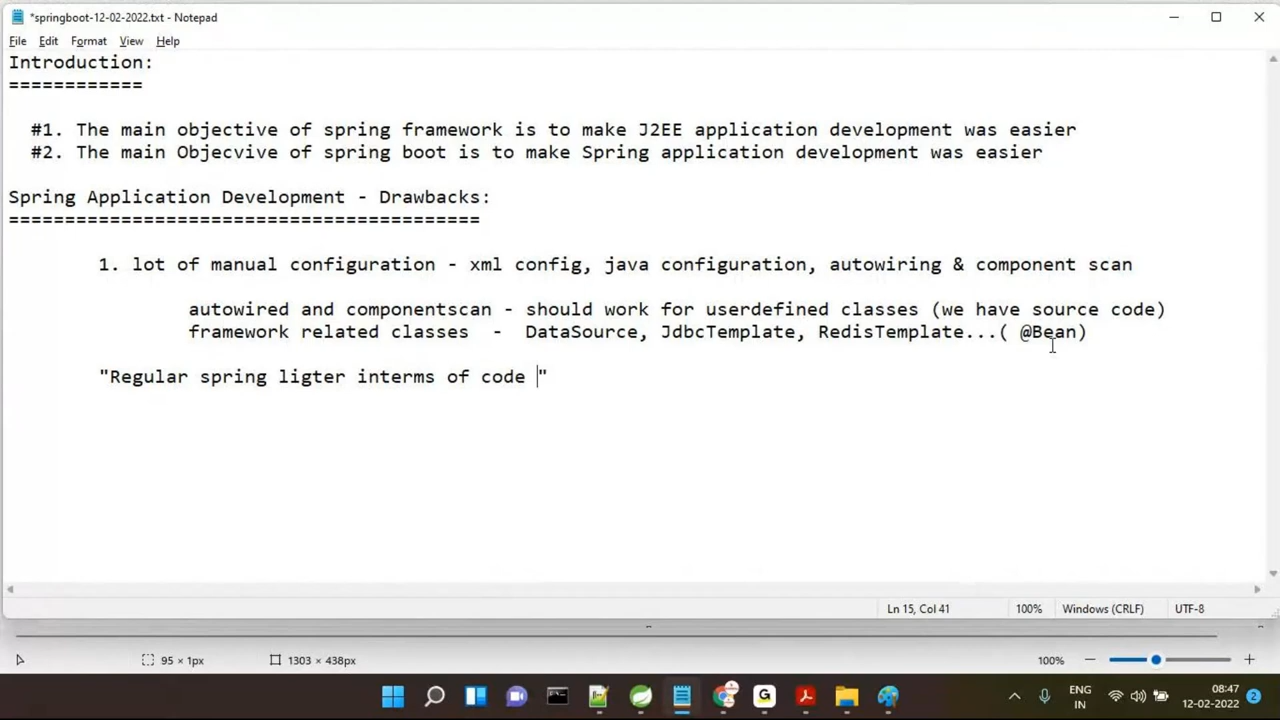 *springboot-12-02-2022.txt - Notepad
File Edit Format View Help
Introduction:
============
#1. The main objective of spring framework is to make J2EE application development was easier
#2. The main Objecvive of spring boot is to make Spring application development was easier
Spring Application Development - Drawbacks:
==========================================
1. lot of manual configuration - xml config, java configuration, autowiring & component scan
autowired and componentscan - should work for userdefined classes (we have source code)
framework related classes - DataSource, JdbcTemplate, RedisTemplate...( @Bean)
"Regular spring ligter interms of code "
Ln 15, Col 41 100% Windows (CRLF) UTF-8
95 × 1px 1303 × 438px 100%
ENG IN 08:47 12-02-2022 2